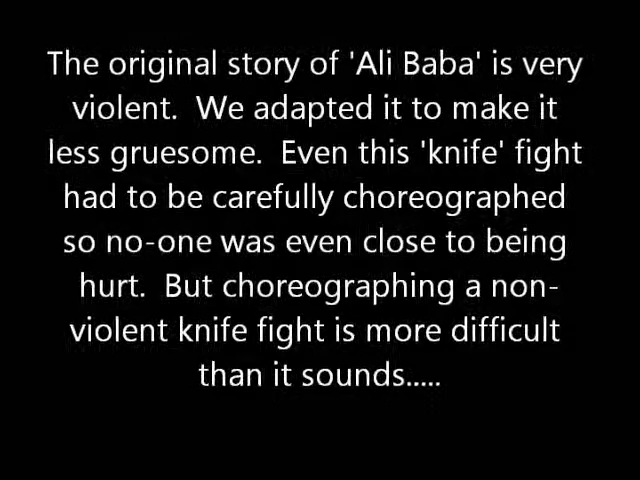 The original story of 'Ali Baba' is very
violent.  We adapted it to make it
less gruesome.  Even this 'knife' fight
had to be carefully choreographed
so no-one was even close to being
hurt.  But choreographing a non-
violent knife fight is more difficult
than it sounds.....